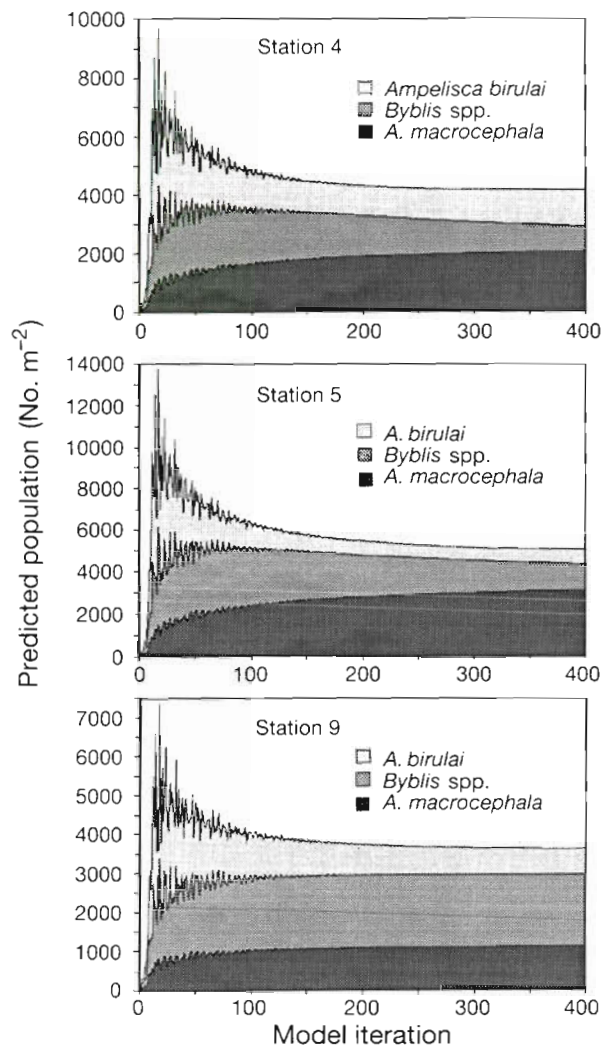 Predicted population (No. m⁻²)
10000
8000
6000
4000
2000
0
Station 4
Ampelisca birulai
Byblis spp.
A. macrocephala
0 100 200 300 400
14000
12000
10000
8000
6000
4000
2000
0
Station 5
A. birulai
Byblis spp.
A. macrocephala
0 100 200 300 400
7000
6000
5000
4000
3000
2000
1000
0
Station 9
A. birulai
Byblis spp.
A. macrocephala
0 100 200 300 400
Model iteration